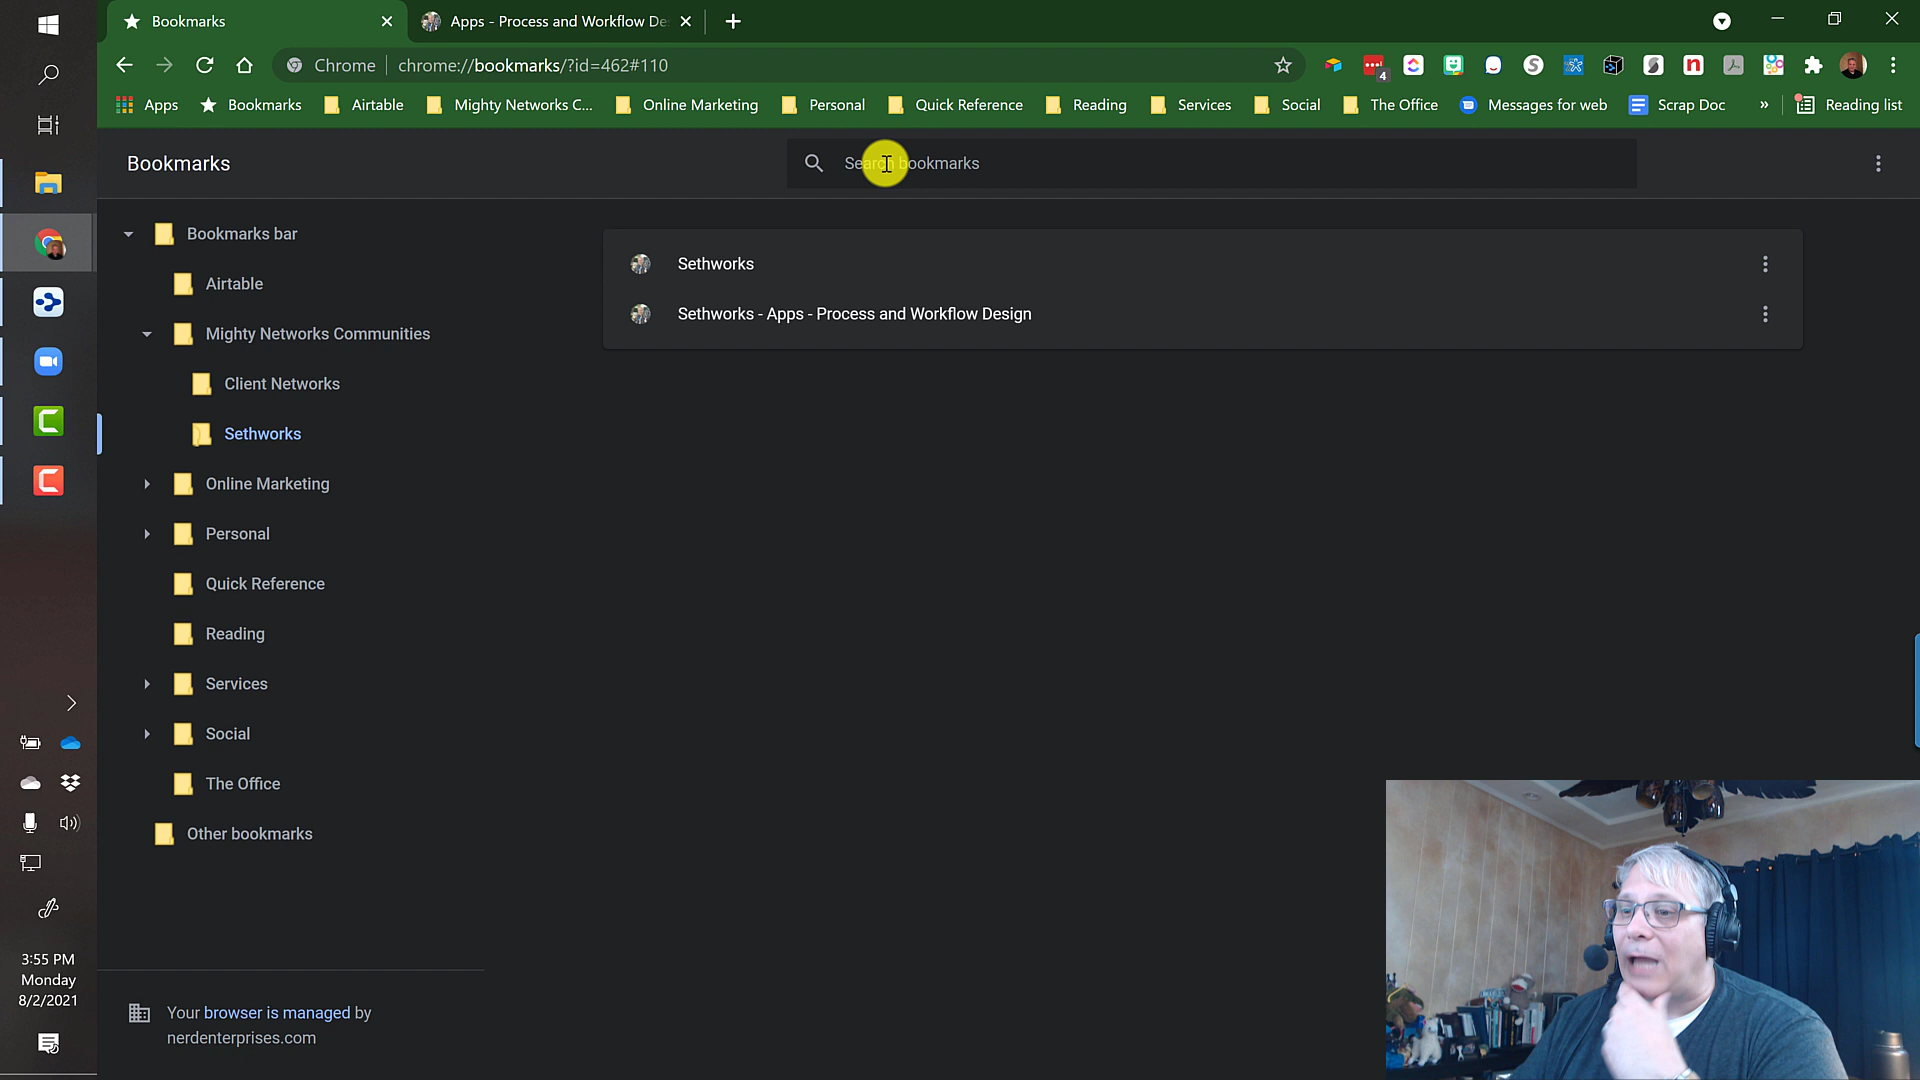 Bookmarks
Apps - Process and Workflow De
Chrome
chrome://bookmarks/?id=462#110
4
Apps
Bookmarks
Airtable
Mighty Networks C...
Online Marketing
Personal
Quick Reference
Reading
Services
Social
The Office
Messages for web
Scrap Doc
»
Reading list
Bookmarks
Search bookmarks
Bookmarks bar
Airtable
Mighty Networks Communities
Client Networks
Sethworks
Online Marketing
Personal
Quick Reference
Reading
Services
Social
The Office
Other bookmarks
Sethworks
Sethworks - Apps - Process and Workflow Design
Your browser is managed by
nerdenterprises.com
3:55 PM
Monday
8/2/2021